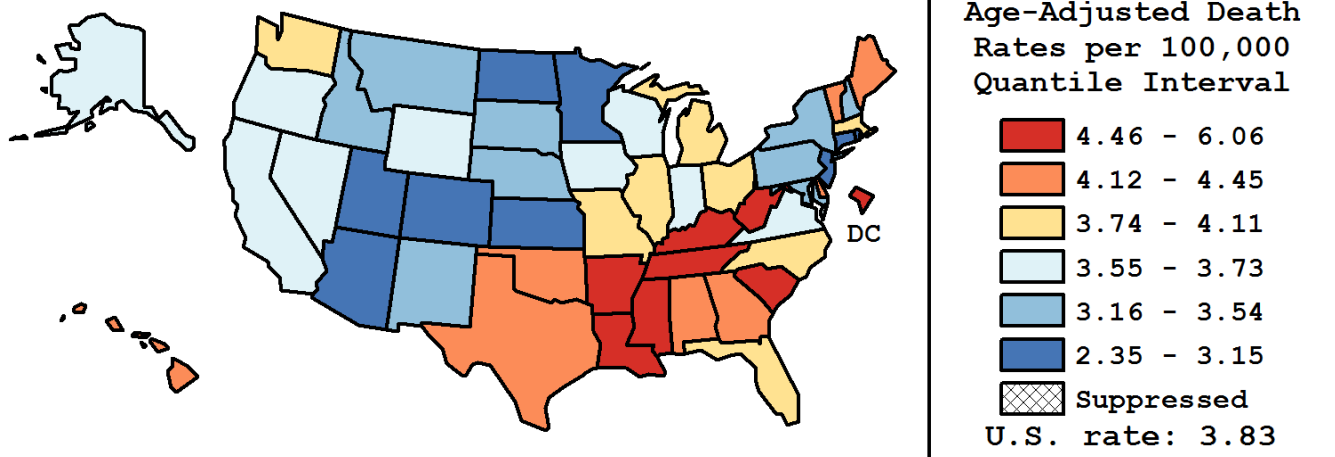 DC
Age-Adjusted Death
Rates per 100,000
Quantile Interval
4.46 - 6.06
4.12 - 4.45
3.74 - 4.11
3.55 - 3.73
3.16 - 3.54
2.35 - 3.15
Suppressed
U.S. rate: 3.83